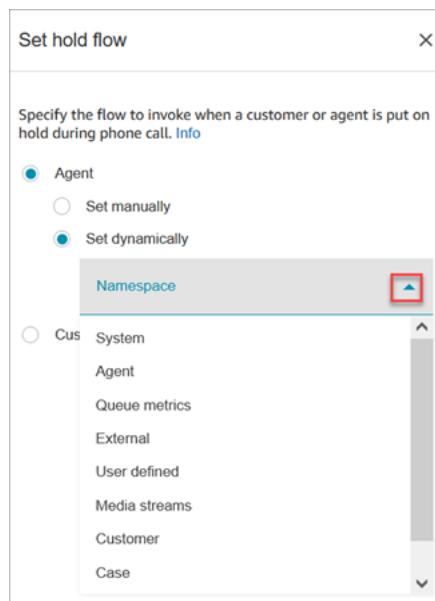 Set hold flow
Specify the flow to invoke when a customer or agent is put on
hold during phone call. Info
Agent
Set manually
Set dynamically
Namespace
Cus
System
Agent
Queue metrics
External
User defined
Media streams
Customer
Case